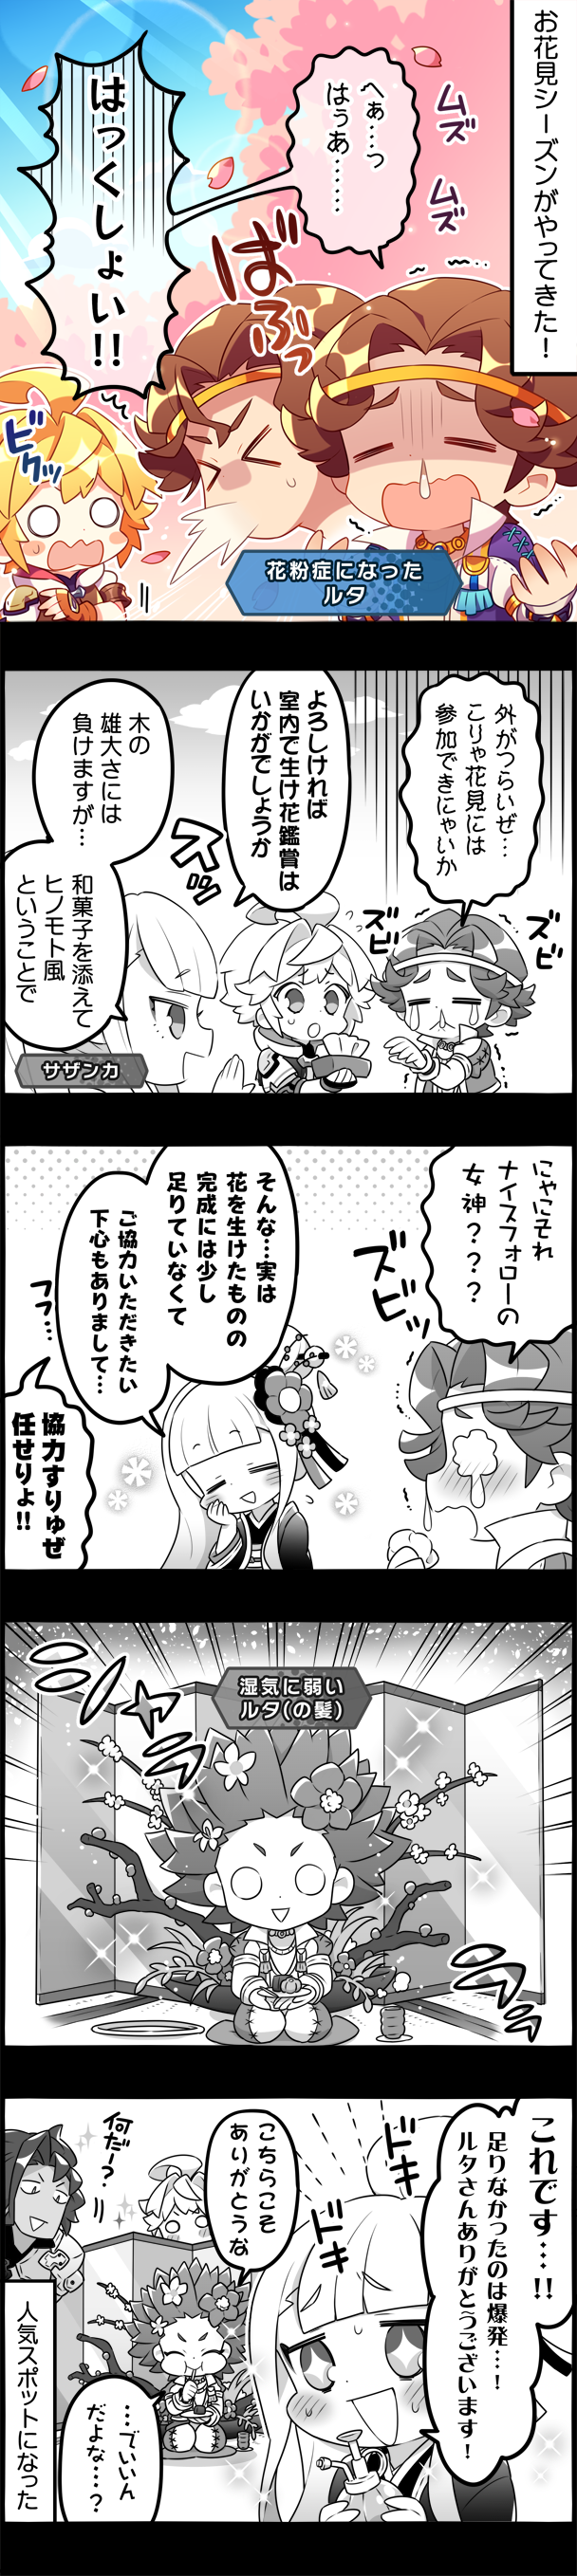 お花見シーズンがやってきた！
ムズ
ムズ
へぁ…っ
はぅあ……
はっくしょい!!
ばふっ
ビクッ
花粉症になった
ルタ
外がつらいぜ…
こりゃ花見には
参加できにゃいか
ズビ
ズビ
よろしければ
室内で生け花鑑賞は
いかがでしょうか
スッ
木の
雄大さには
負けますが…
和菓子を添えて
ヒノモト風
ということで
サザンカ
にゃにそれ
ナイスフォローの
女神？？？
ズビッ
そんな…実は
花を生けたものの
完成には少し
足りていなくて
ご協力いただきたい
下心もありまして…
フフ…
協力すりゅぜ
任せりょ!!
シャラ
湿気に弱い
ルタ(の髪)
ラララ
これです…!!
足りなかったのは爆発…！
ルタさんありがとうございます！
ドキ
ドキ
こちらこそ
ありがとうな
何だー？
…でいいん
だよな…？
人気スポットになった